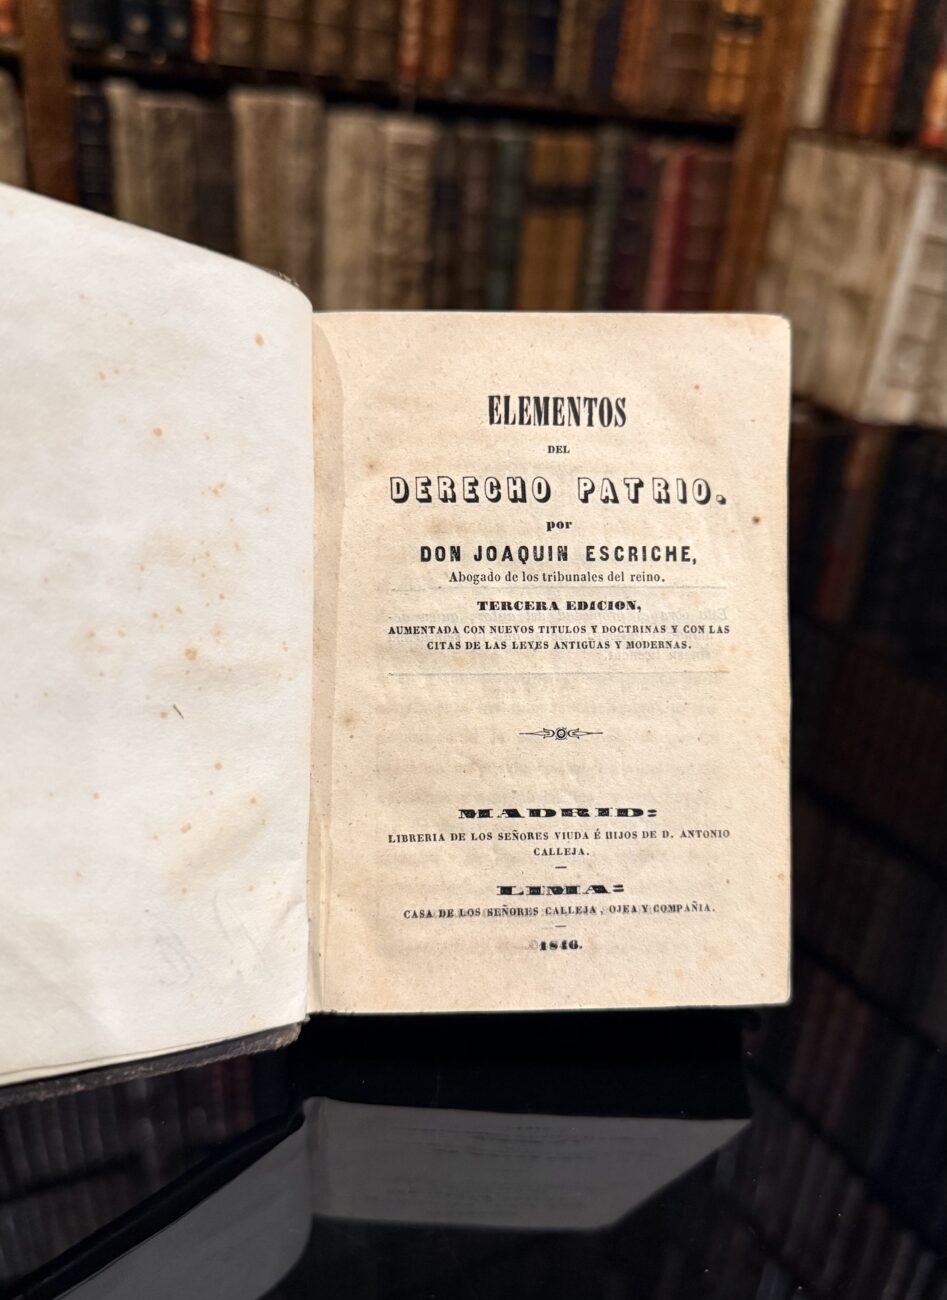 ELEMENTOS
DEL
DERECHO PATRIO.
por
DON JOAQUIN ESCRICHE,
Abogado de los tribunales del reino.
TERCERA EDICION,
AUMENTADA CON NUEVOS TITULOS Y DOCTRINAS Y CON LAS
CITAS DE LAS LEYES ANTIGUAS Y MODERNAS.
MADRID:
LIBRERIA DE LOS SEÑORES VIUDA É HIJOS DE D. ANTONIO
CALLEJA.
LIMA:
CASA DE LOS SEÑORES CALLEJA, OJEA Y COMPAÑIA.
1846.